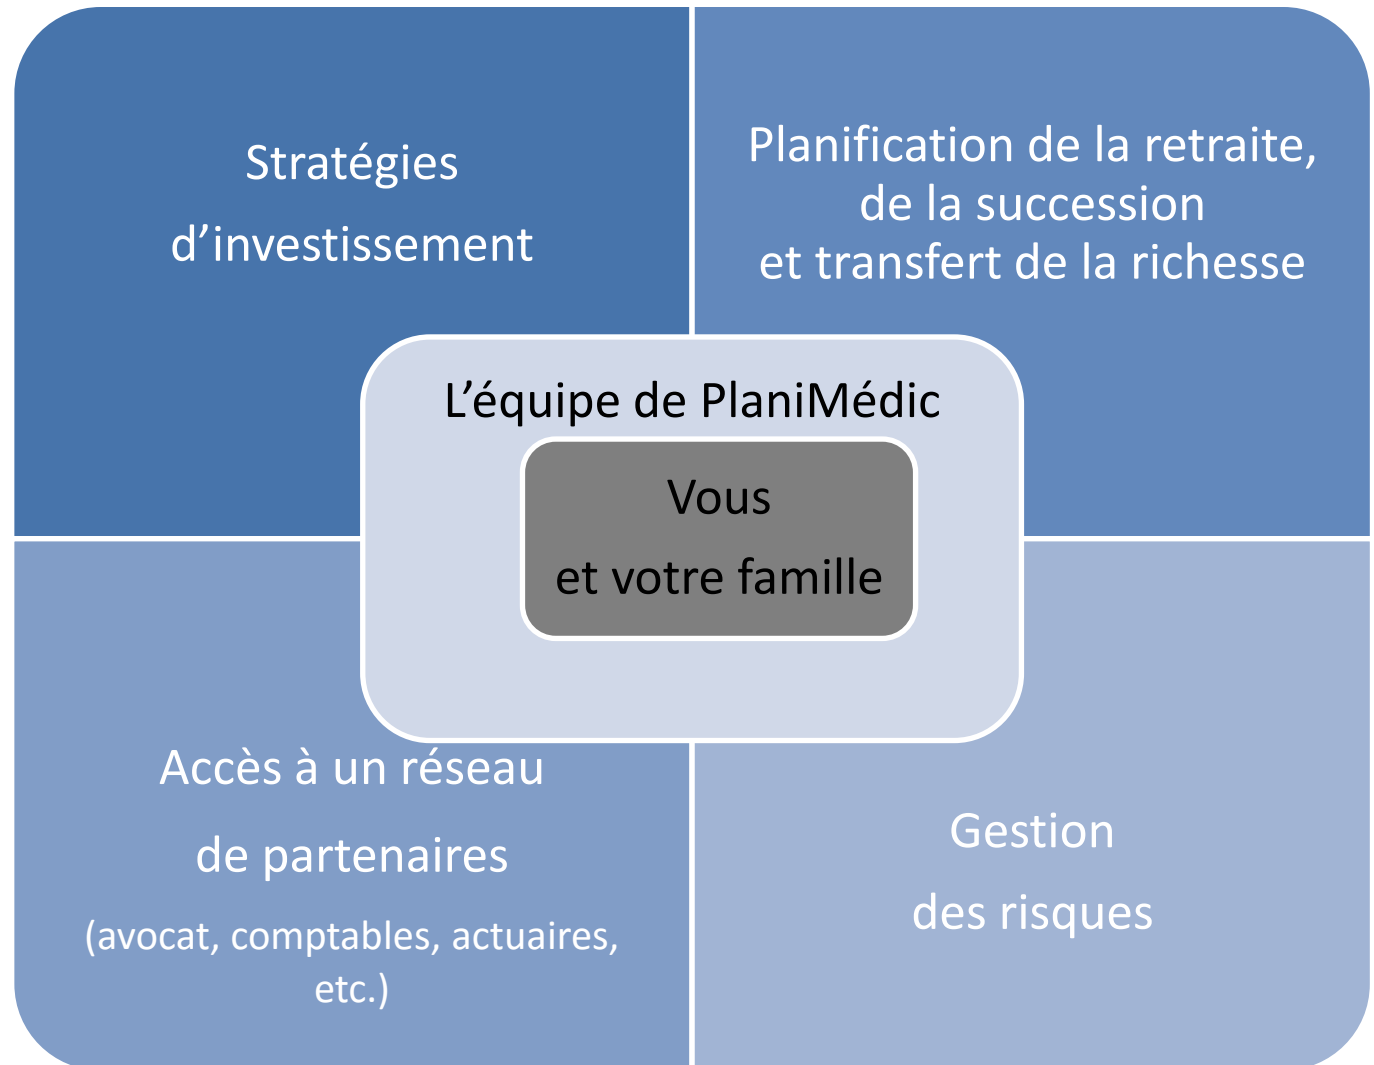 Stratégies
d’investissement
Planification de la retraite,
de la succession
et transfert de la richesse
L’équipe de PlaniMédic
Vous
et votre famille
Accès à un réseau
de partenaires
(avocat, comptables, actuaires,
etc.)
Gestion
des risques